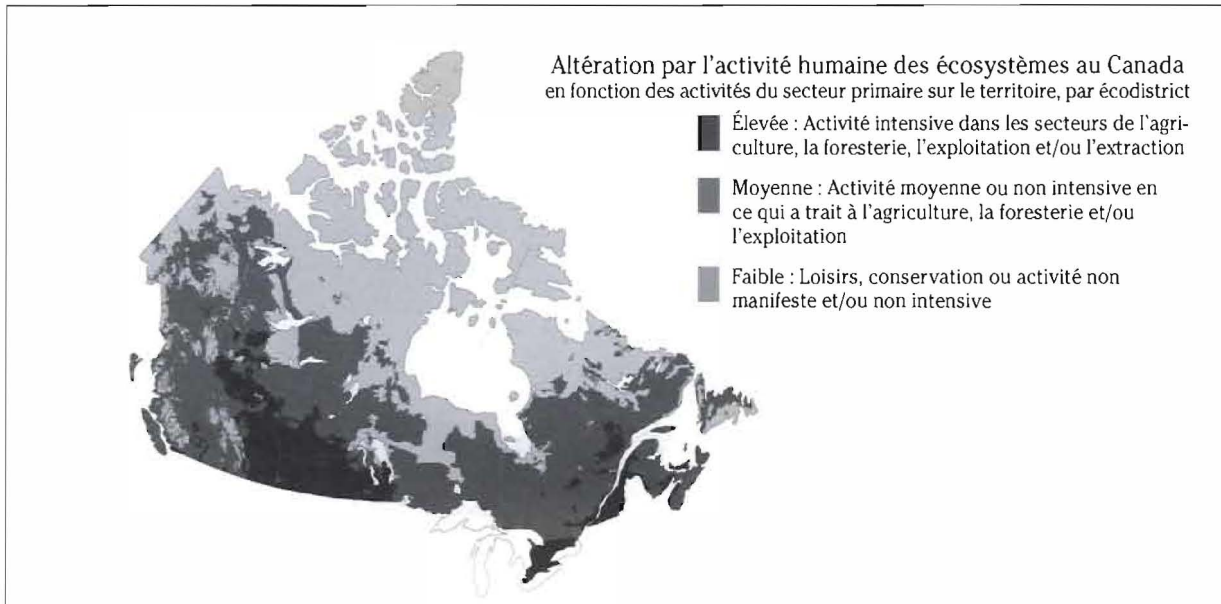 Altération par l'activité humaine des écosystèmes au Canada
en fonction des activités du secteur primaire sur le territoire, par écodistrict
Élevée : Activité intensive dans les secteurs de l'agri-
culture, la foresterie, l'exploitation et/ou l'extraction
Moyenne : Activité moyenne ou non intensive en
ce qui a trait à l'agriculture, la foresterie et/ou
l'exploitation
Faible : Loisirs, conservation ou activité non
manifeste et/ou non intensive